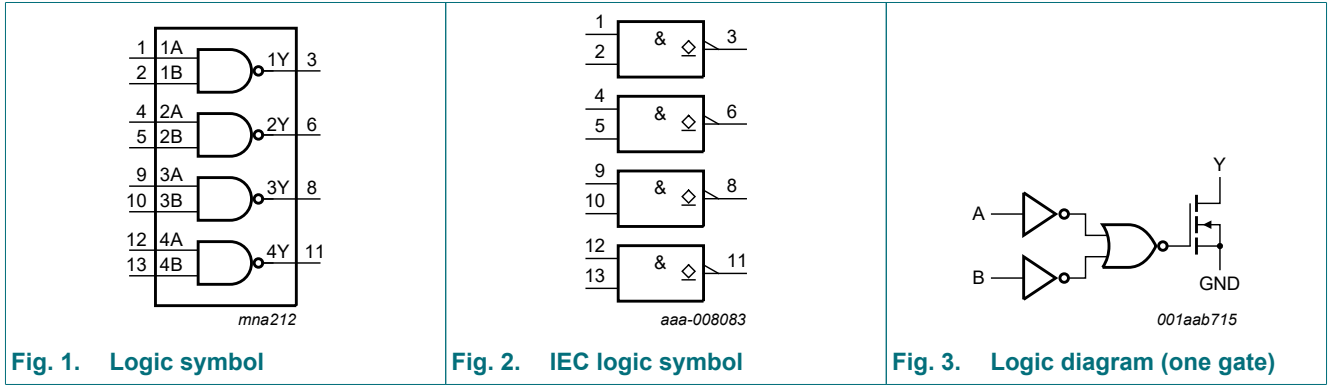 1 1A
2 1B
1Y 3
4 2A
5 2B
2Y 6
9 3A
10 3B
3Y 8
12 4A
13 4B
4Y 11
mna212
Fig. 1. Logic symbol
1
2
& 3
4
5
& 6
9
10
& 8
12
13
& 11
aaa-008083
Fig. 2. IEC logic symbol
Y
A
B
GND
001aab715
Fig. 3. Logic diagram (one gate)